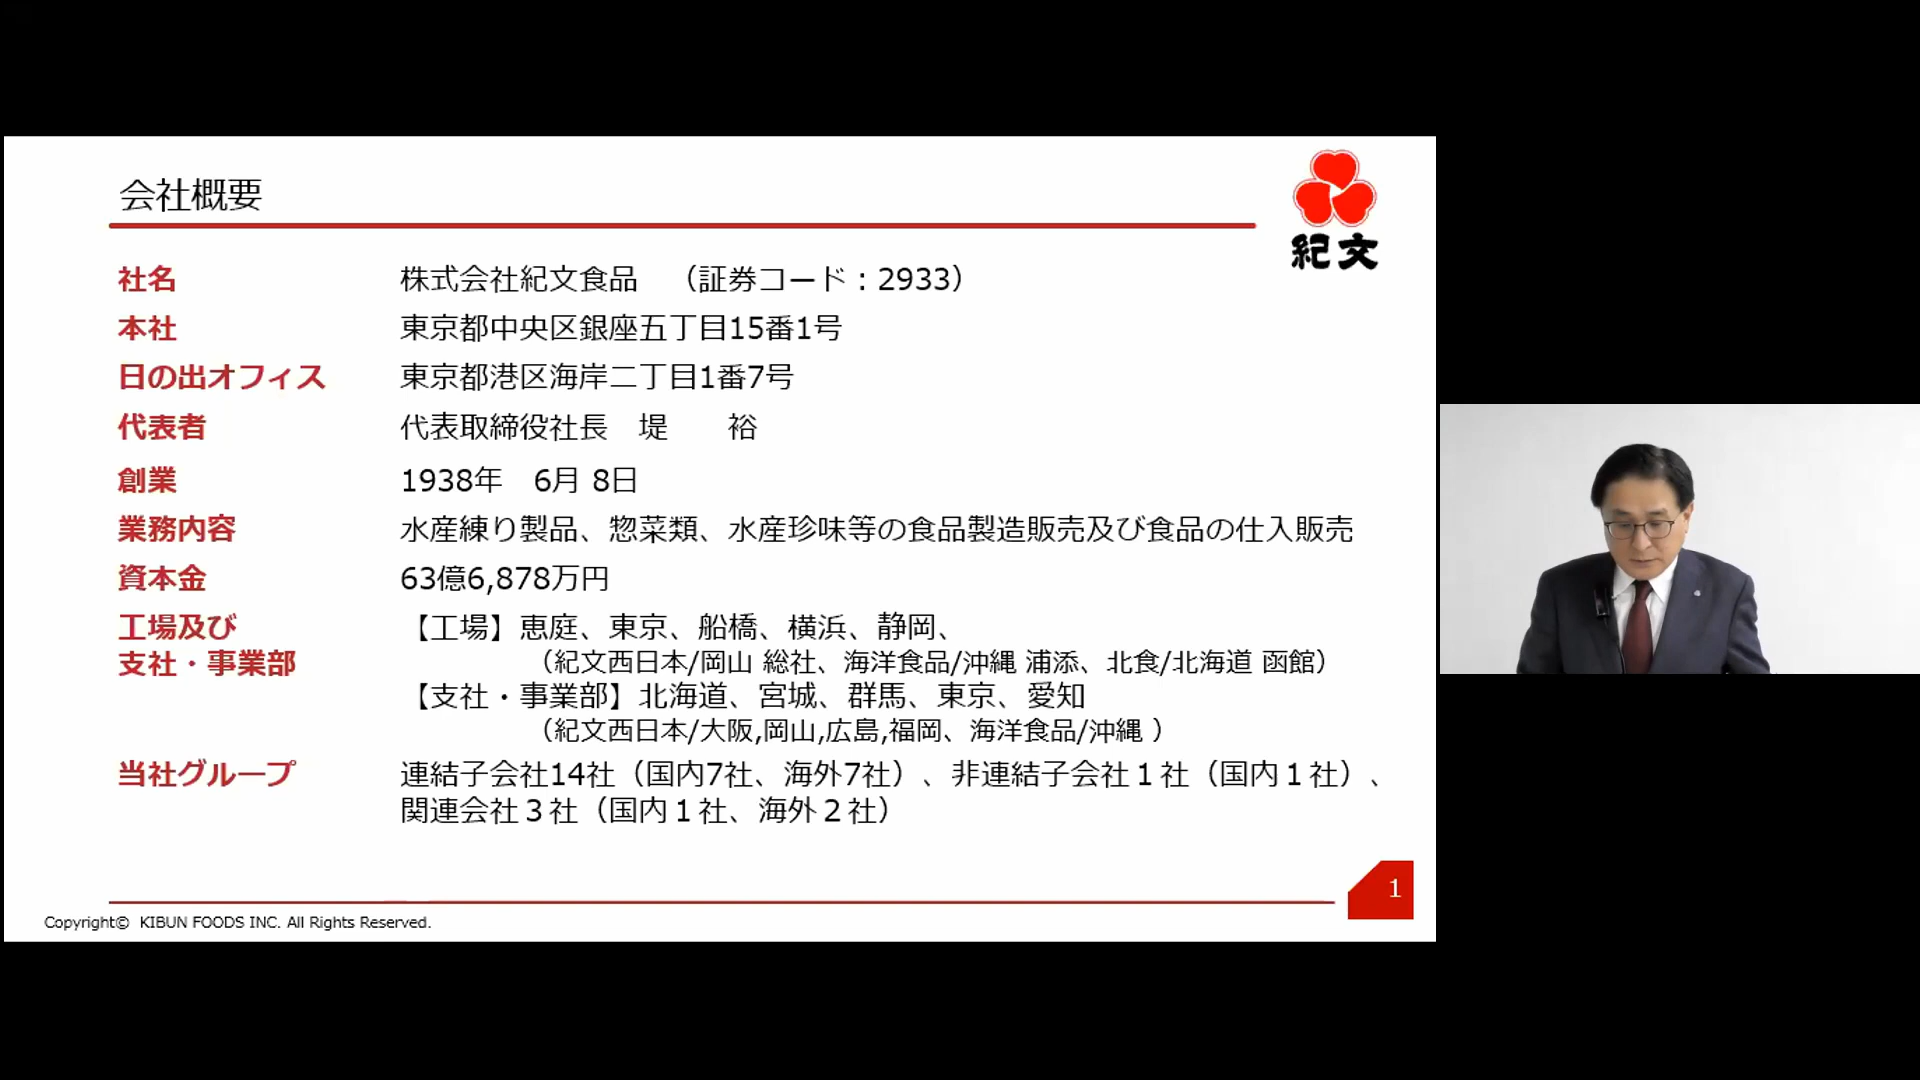 会社概要
紀文
社名 株式会社紀文食品 （証券コード：2933）
本社 東京都中央区銀座五丁目15番1号
日の出オフィス 東京都港区海岸二丁目1番7号
代表者 代表取締役社長 堤 裕
創業 1938年 6月 8日
業務内容 水産練り製品、惣菜類、水産珍味等の食品製造販売及び食品の仕入販売
資本金 63億6,878万円
工場及び 【工場】恵庭、東京、船橋、横浜、静岡、
支社・事業部 （紀文西日本/岡山 総社、海洋食品/沖縄 浦添、北食/北海道 函館）
【支社・事業部】北海道、宮城、群馬、東京、愛知
（紀文西日本/大阪,岡山,広島,福岡、海洋食品/沖縄 ）
当社グループ 連結子会社14社（国内7社、海外7社）、非連結子会社１社（国内１社）、
関連会社３社（国内１社、海外２社）
1
Copyright© KIBUN FOODS INC. All Rights Reserved.